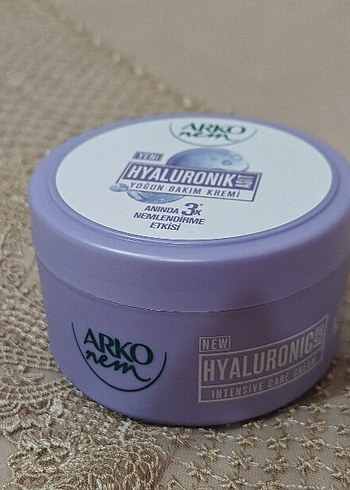 ARKO
nem
YENİ
HYALURONİK ASİT
YOĞUN BAKIM KREMİ
ANINDA 3X*
NEMLENDİRME
ETKİSİ
ARKO
nem
NEW
HYALURONIC
INTENSIVE CARE CREAM